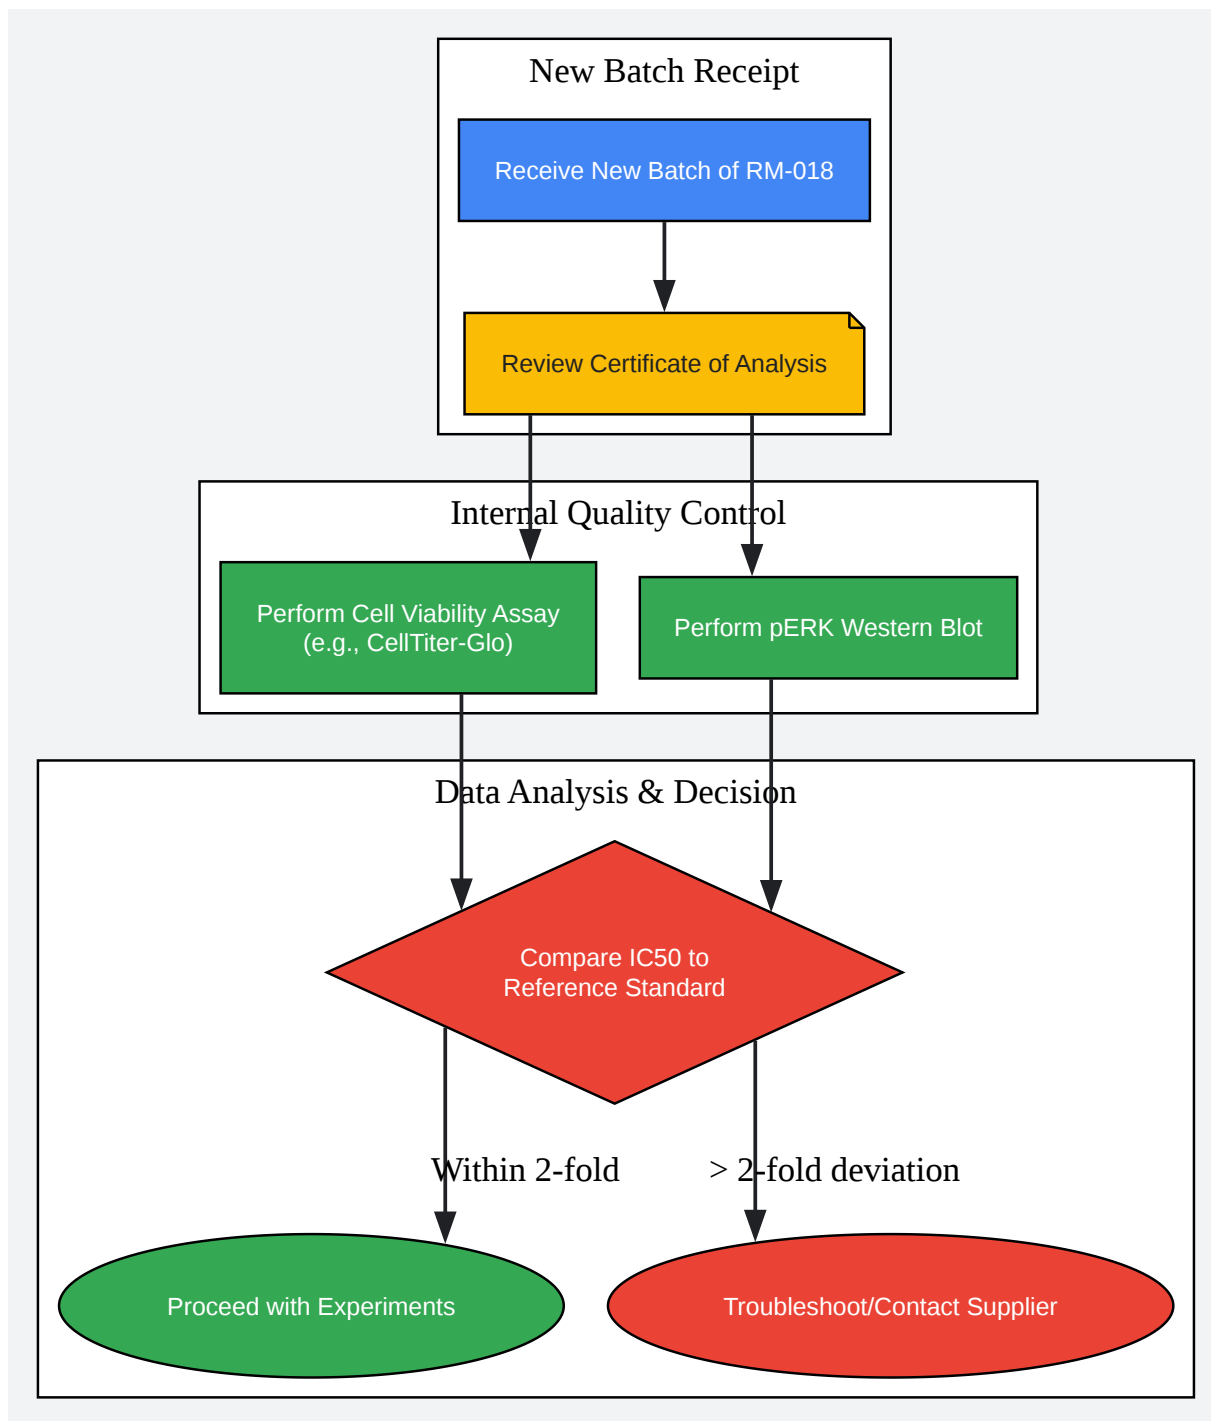 New Batch Receipt
Receive New Batch of RM-018
Review Certificate of Analysis
Internal Quality Control
Perform Cell Viability Assay
(e.g., CellTiter-Glo)
Perform pERK Western Blot
Data Analysis & Decision
Compare IC50 to
Reference Standard
Within 2-fold
> 2-fold deviation
Proceed with Experiments
Troubleshoot/Contact Supplier